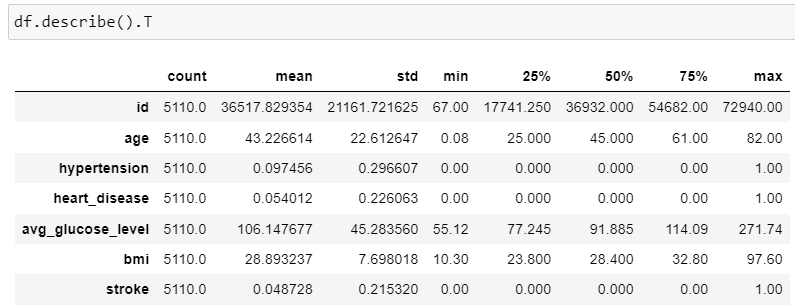 df.describe().T
count mean std min 25% 50% 75% max
id 5110.0 36517.829354 21161.721625 67.00 17741.250 36932.000 54682.00 72940.00
age 5110.0 43.226614 22.612647 0.08 25.000 45.000 61.00 82.00
hypertension 5110.0 0.097456 0.296607 0.00 0.000 0.000 0.00 1.00
heart_disease 5110.0 0.054012 0.226063 0.00 0.000 0.000 0.00 1.00
avg_glucose_level 5110.0 106.147677 45.283560 55.12 77.245 91.885 114.09 271.74
bmi 5110.0 28.893237 7.698018 10.30 23.800 28.400 32.80 97.60
stroke 5110.0 0.048728 0.215320 0.00 0.000 0.000 0.00 1.00